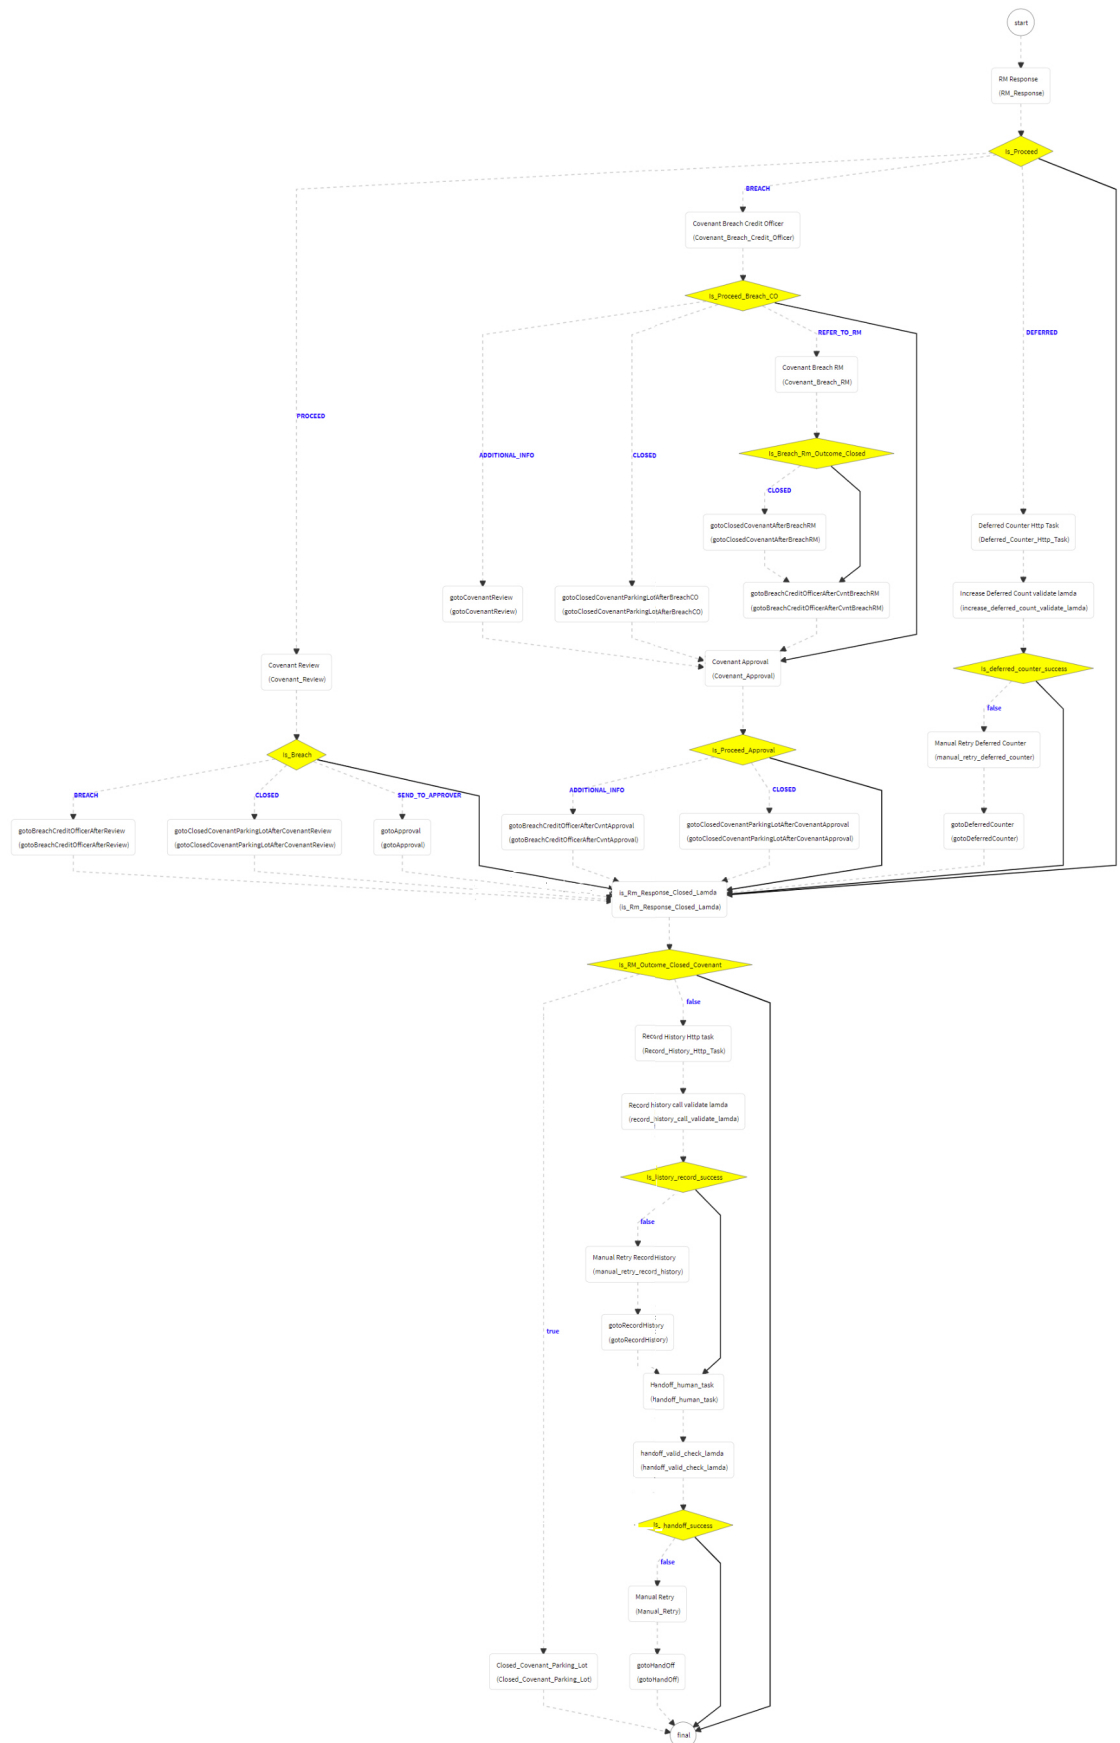 start
RM Response
(RM_Response)
Is_Proceed
BREACH
Covenant Breach Credit Officer
(Covenant_Breach_Credit_Officer)
Is_Proceed_Breach_CO
REFER_TO_RM
DEFERRED
Covenant Breach RM
(Covenant_Breach_RM)
PROCEED
ADDITIONAL_INFO
CLOSED
Is_Breach_Rm_Outcome_Closed
CLOSED
gotoClosedCovenantAfterBreachRM
(gotoClosedCovenantAfterBreachRM)
Deferred Counter Http Task
(Deferred_Counter_Http_Task)
gotoCovenantReview
(gotoCovenantReview)
gotoClosedCovenantParkingLotAfterBreachCO
(gotoClosedCovenantParkingLotAfterBreachCO)
gotoBreachCreditOfficerAfterCvntBreachRM
(gotoBreachCreditOfficerAfterCvntBreachRM)
Increase Deferred Count validate lamda
(increase_deferred_count_validate_lamda)
Covenant Review
(Covenant_Review)
Covenant Approval
(Covenant_Approval)
is_deferred_counter_success
false
Is_Breach
Is_Proceed_Approval
Manual Retry Deferred Counter
(manual_retry_deferred_counter)
BREACH
CLOSED
SEND_TO_APPROVER
ADDITIONAL_INFO
CLOSED
gotoBreachCreditOfficerAfterReview
(gotoBreachCreditOfficerAfterReview)
gotoClosedCovenantParkingLotAfterCovenantReview
(gotoClosedCovenantParkingLotAfterCovenantReview)
gotoApproval
(gotoApproval)
gotoBreachCreditOfficerAfterCvntApproval
(gotoBreachCreditOfficerAfterCvntApproval)
gotoClosedCovenantParkingLotAfterCovenantApproval
(gotoClosedCovenantParkingLotAfterCovenantApproval)
gotoDeferredCounter
(gotoDeferredCounter)
is_Rm_Response_Closed_Lamda
(Is_Rm_Response_Closed_Lamda)
is_RM_Outcome_Closed_Covenant
false
Record History Http task
(Record_History_Http_Task)
Record history call validate lamda
(record_history_call_validate_lamda)
Is_history_record_success
false
Manual Retry Record History
(manual_retry_record_history)
true
gotoRecordHistory
(gotoRecordHistory)
Handoff_human_task
(handoff_human_task)
handoff_valid_check_lamda
(handoff_valid_check_lamda)
is_handoff_success
false
Manual Retry
(Manual_Retry)
Closed_Covenant_Parking_Lot
(Closed_Covenant_Parking_Lot)
gotoHandOff
(gotoHandOff)
final